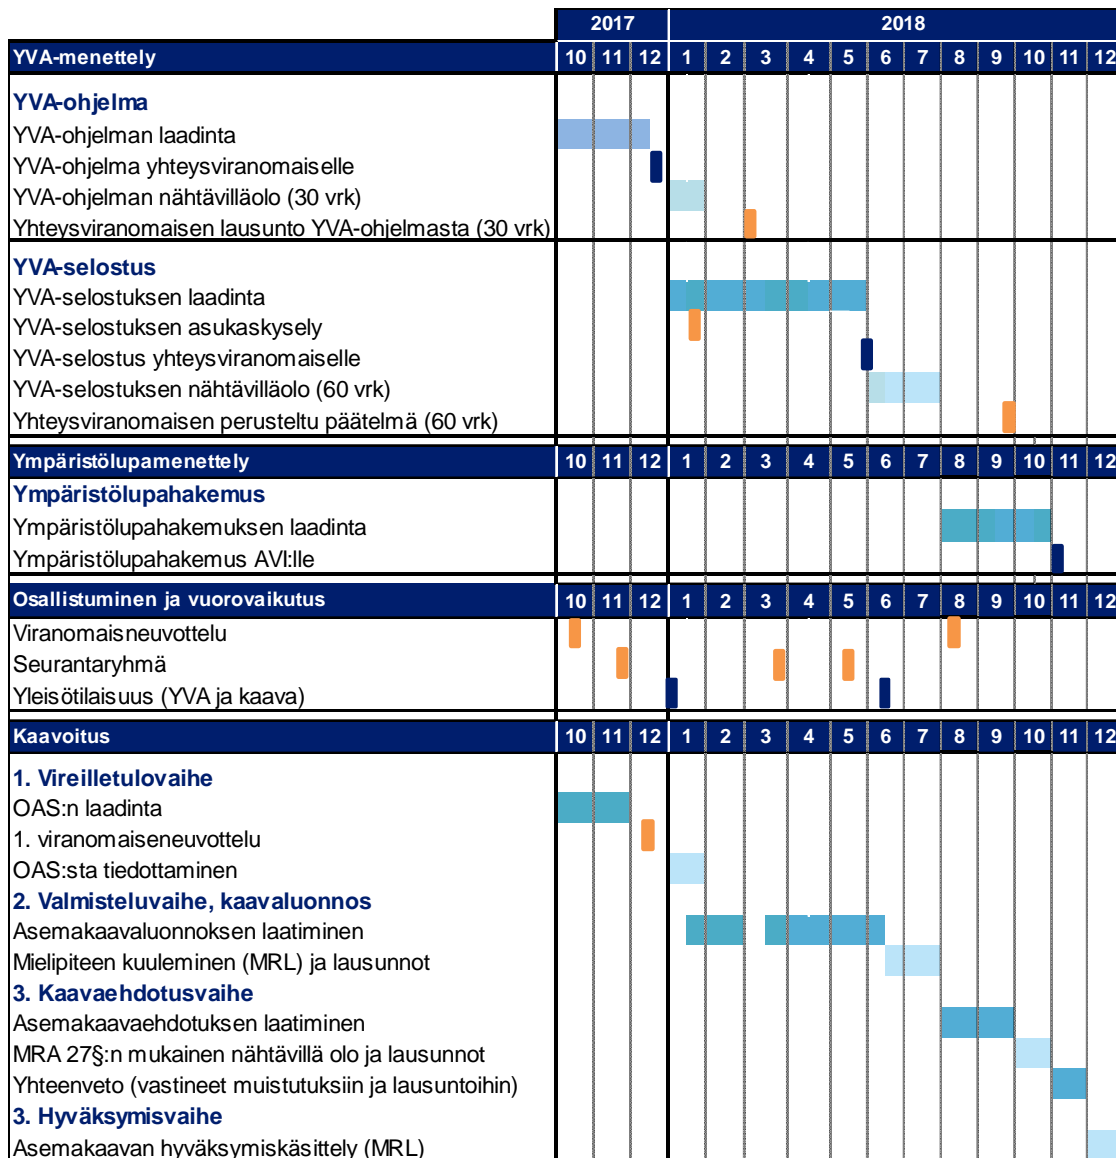 2017 2018
YVA-menettely 10 11 12 1 2 3 4 5 6 7 8 9 10 11 12
YVA-ohjelma
YVA-ohjelman laadinta
YVA-ohjelma yhteysviranomaiselle
YVA-ohjelman nähtävilläolo (30 vrk)
Yhteysviranomaisen lausunto YVA-ohjelmasta (30 vrk)
YVA-selostus
YVA-selostuksen laadinta
YVA-selostuksen asukaskysely
YVA-selostus yhteysviranomaiselle
YVA-selostuksen nähtävilläolo (60 vrk)
Yhteysviranomaisen perusteltu päätelmä (60 vrk)
Ympäristölupamenettely 10 11 12 1 2 3 4 5 6 7 8 9 10 11 12
Ympäristölupahakemus
Ympäristölupahakemuksen laadinta
Ympäristölupahakemus AVI:lle
Osallistuminen ja vuorovaikutus 10 11 12 1 2 3 4 5 6 7 8 9 10 11 12
Viranomaisneuvottelu
Seurantaryhmä
Yleisötilaisuus (YVA ja kaava)
Kaavoitus 10 11 12 1 2 3 4 5 6 7 8 9 10 11 12
1. Vireilletulovaihe
OAS:n laadinta
1. viranomaiseneuvottelu
OAS:sta tiedottaminen
2. Valmisteluvaihe, kaavaluonnos
Asemakaavaluonnoksen laatiminen
Mielipiteen kuuleminen (MRL) ja lausunnot
3. Kaavaehdotusvaihe
Asemakaavaehdotuksen laatiminen
MRA 27§:n mukainen nähtävillä olo ja lausunnot
Yhteenveto (vastineet muistutuksiin ja lausuntoihin)
3. Hyväksymisvaihe
Asemakaavan hyväksymiskäsittely (MRL)